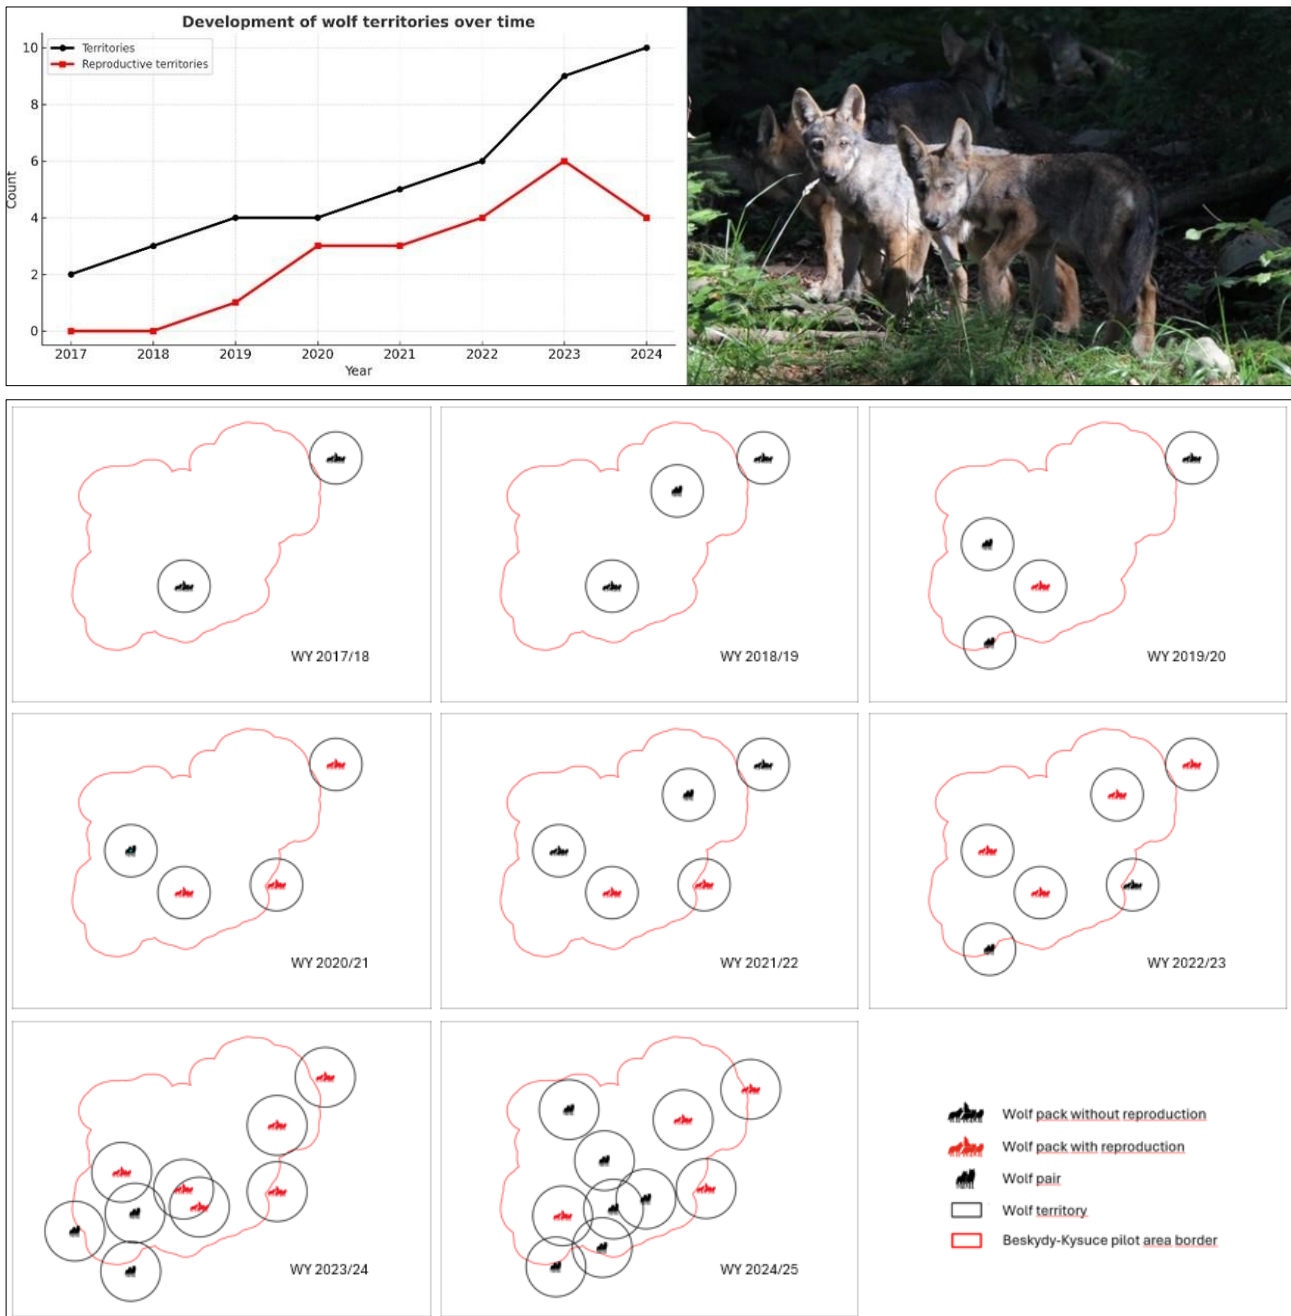 Development of wolf territories over time
Territories
Reproductive territories
10
8
6
4
2
0
Count
2017 2018 2019 2020 2021 2022 2023 2024
Year
WY 2017/18
WY 2018/19
WY 2019/20
WY 2020/21
WY 2021/22
WY 2022/23
WY 2023/24
WY 2024/25
Wolf pack without reproduction
Wolf pack with reproduction
Wolf pair
Wolf territory
Beskydy-Kysuce pilot area border